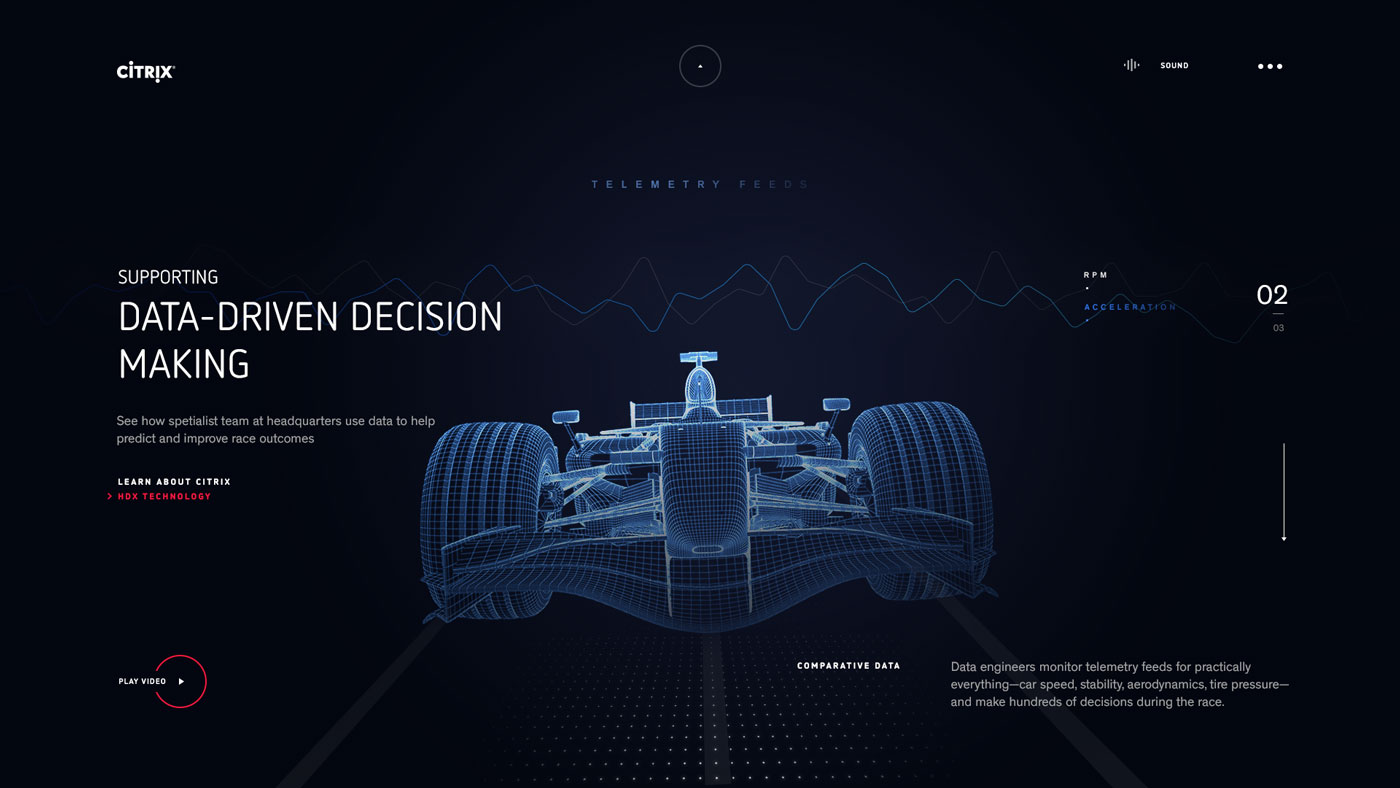 CİTRIX®
SOUND
TELEMETRY FEEDS
SUPPORTING
DATA-DRIVEN DECISION
MAKING
See how spetialist team at headquarters use data to help
predict and improve race outcomes
LEARN ABOUT CITRIX
> HDX TECHNOLOGY
RPM
ACCELERATION
02
03
PLAY VIDEO
COMPARATIVE DATA
Data engineers monitor telemetry feeds for practically
everything—car speed, stability, aerodynamics, tire pressure—
and make hundreds of decisions during the race.